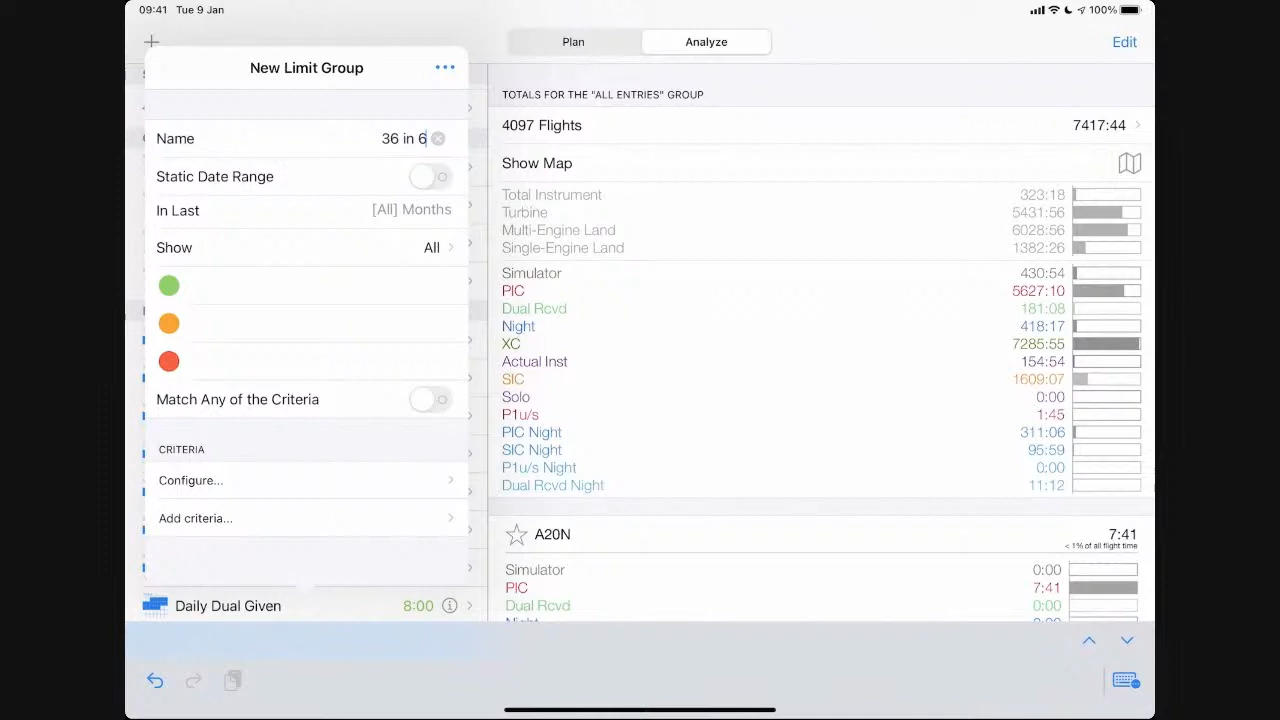 09:41 Tue 9 Jan
100%
Plan
Analyze
Edit
New Limit Group
Name 36 in 6
Static Date Range
In Last [All] Months
Show All
Match Any of the Criteria
CRITERIA
Configure...
Add criteria...
Daily Dual Given 8:00
TOTALS FOR THE "ALL ENTRIES" GROUP
4097 Flights 7417:44
Show Map
Total Instrument 323:18
Turbine 5431:56
Multi-Engine Land 6028:56
Single-Engine Land 1382:26
Simulator 430:54
PIC 5627:10
Dual Rcvd 181:08
Night 418:17
XC 7285:55
Actual Inst 154:54
SIC 1609:07
Solo 0:00
P1u/s 1:45
PIC Night 311:06
SIC Night 95:59
P1u/s Night 0:00
Dual Rcvd Night 11:12
A20N 7:41
< 1% of all flight time
Simulator 0:00
PIC 7:41
Dual Rcvd 0:00